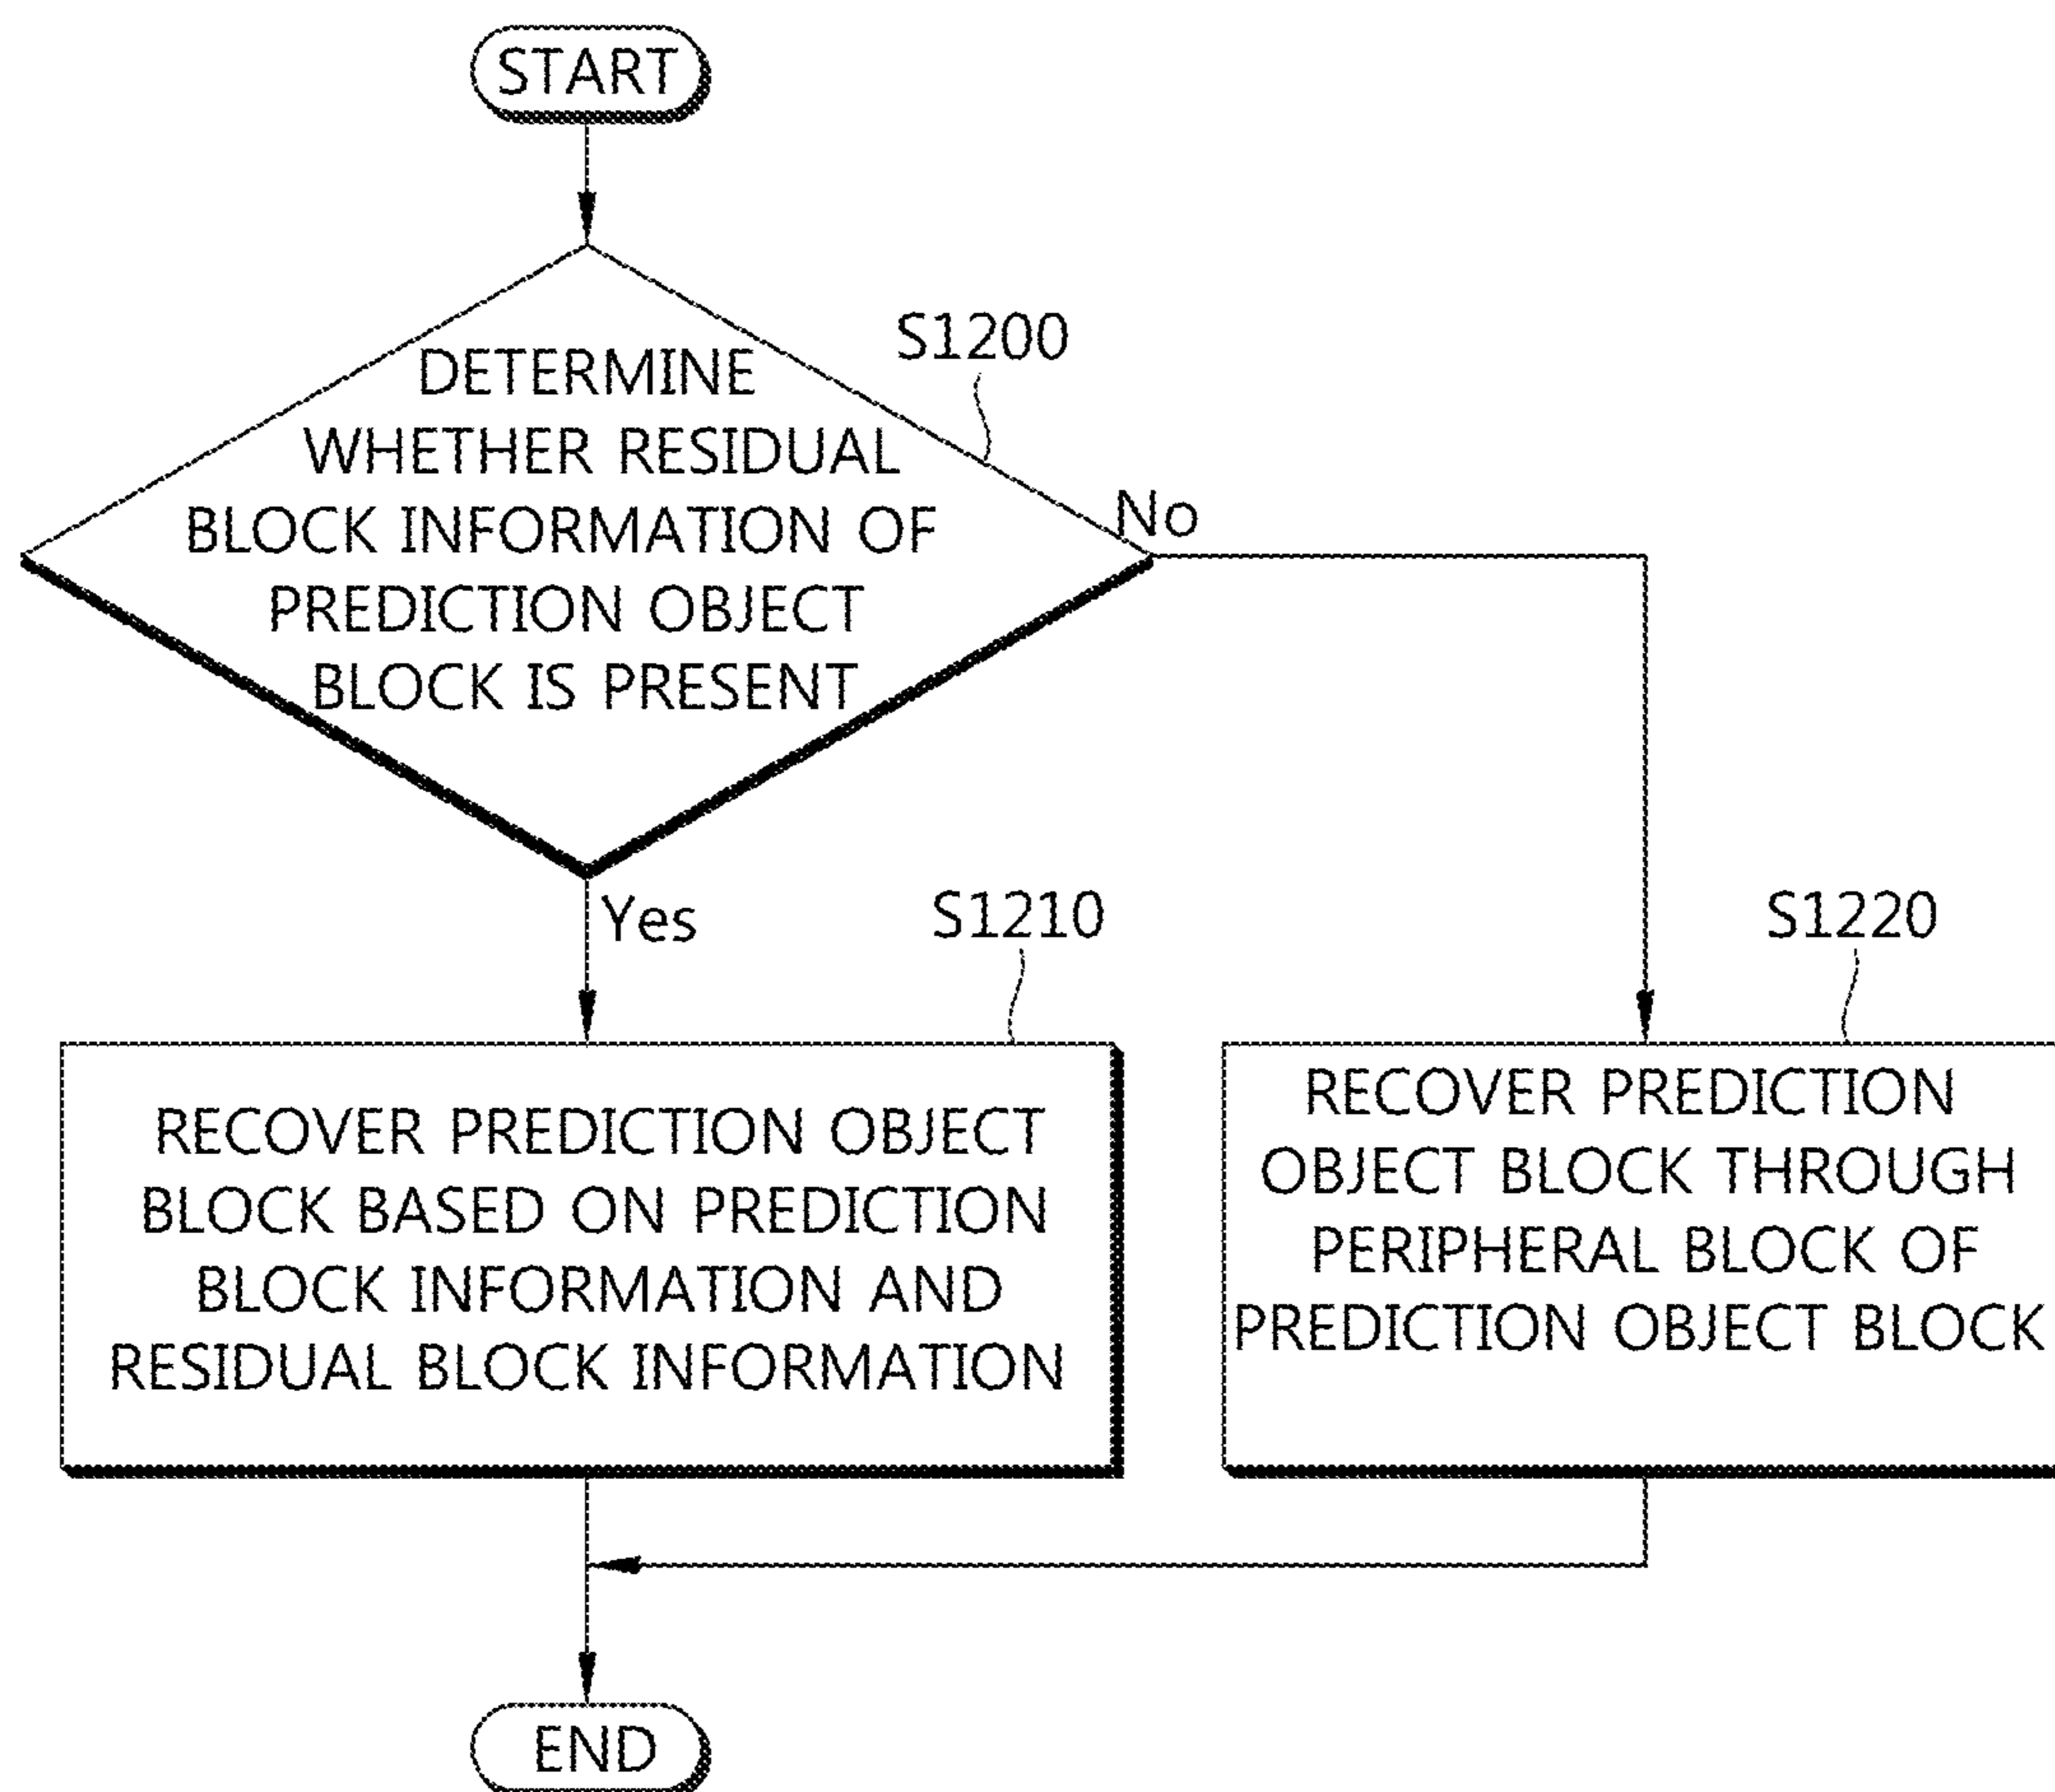 START
S1200
DETERMINE
WHETHER RESIDUAL
BLOCK INFORMATION OF
PREDICTION OBJECT
BLOCK IS PRESENT
No
Yes
S1210
RECOVER PREDICTION OBJECT
BLOCK BASED ON PREDICTION
BLOCK INFORMATION AND
RESIDUAL BLOCK INFORMATION
S1220
RECOVER PREDICTION
OBJECT BLOCK THROUGH
PERIPHERAL BLOCK OF
PREDICTION OBJECT BLOCK
END